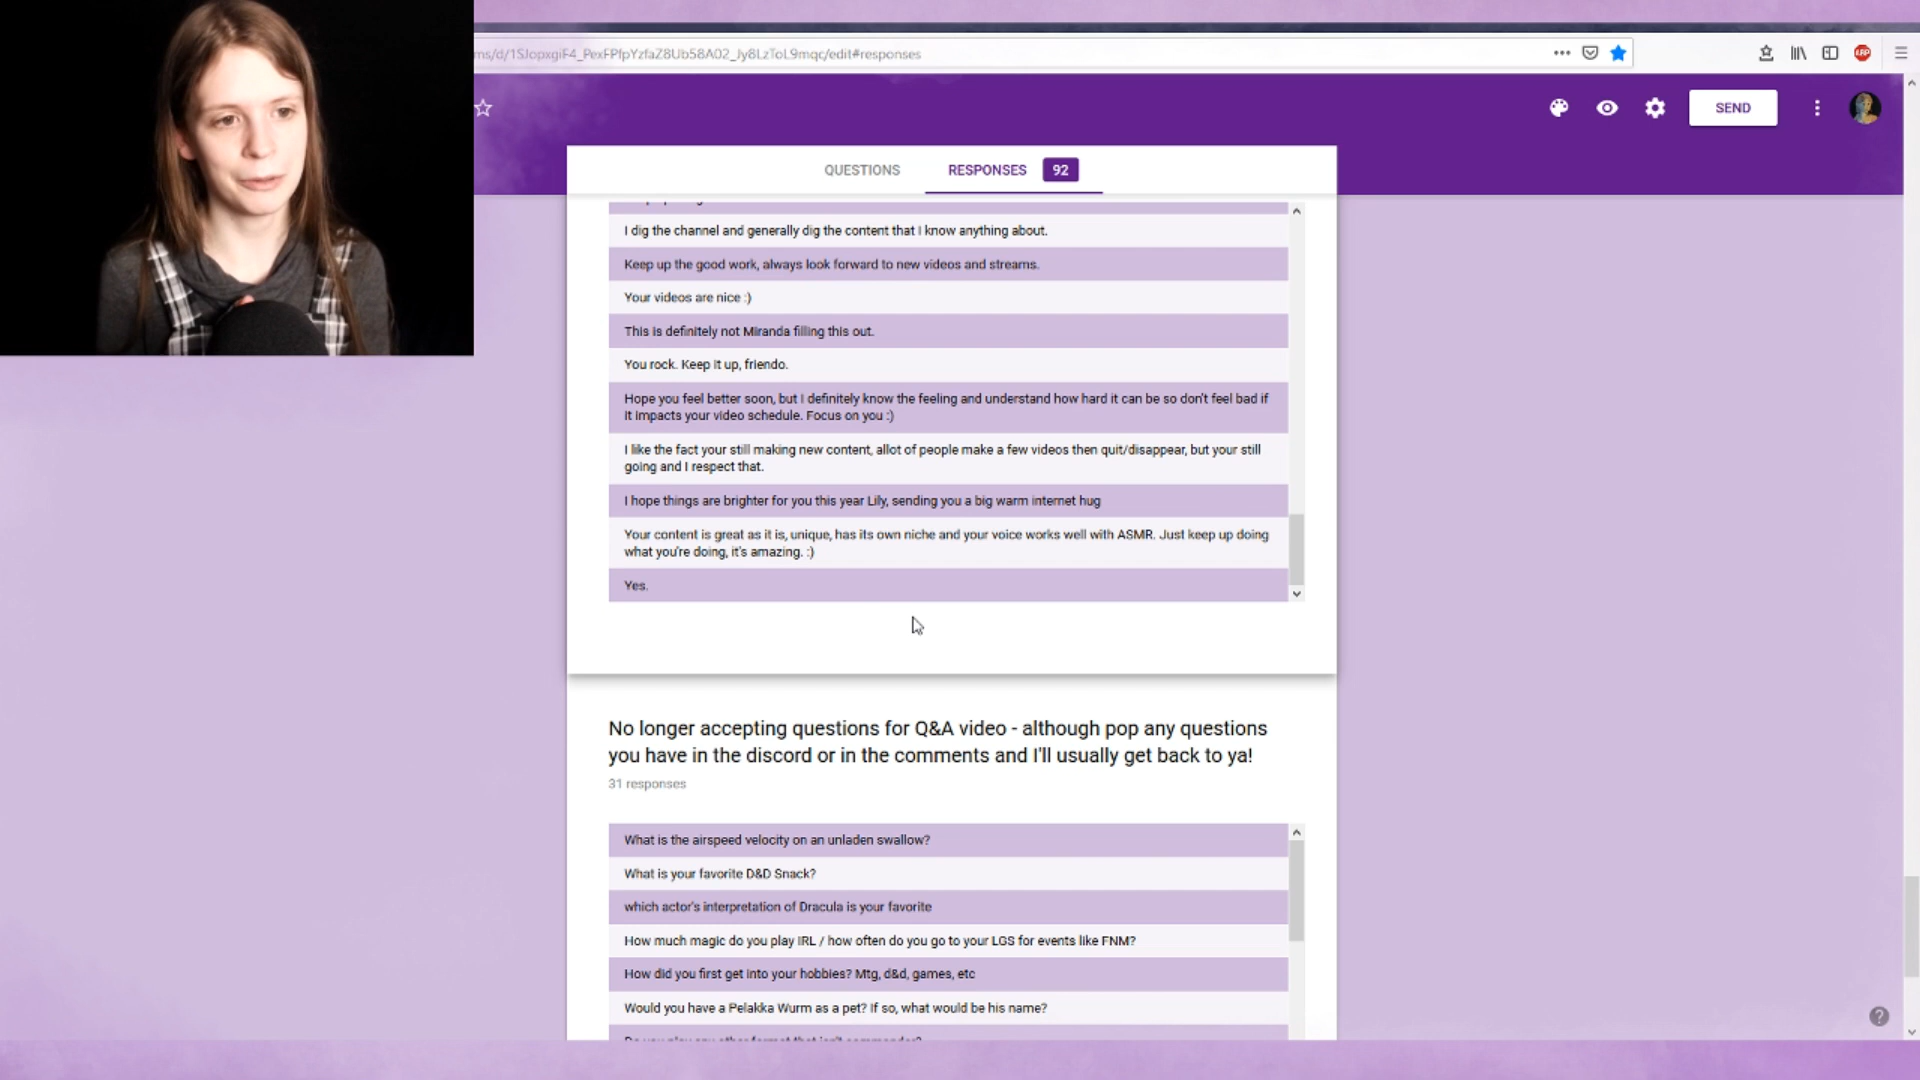 ms/d/1SJopxgiF4_PexFPfpYzfaZ8Ub58A02_Jy8LzToL9mqc/edit#responses
SEND
QUESTIONS RESPONSES 92
I dig the channel and generally dig the content that I know anything about.
Keep up the good work, always look forward to new videos and streams.
Your videos are nice :)
This is definitely not Miranda filling this out.
You rock. Keep it up, friendo.
Hope you feel better soon, but I definitely know the feeling and understand how hard it can be so don't feel bad if
it impacts your video schedule. Focus on you :)
I like the fact your still making new content, allot of people make a few videos then quit/disappear, but your still
going and I respect that.
I hope things are brighter for you this year Lily, sending you a big warm internet hug
Your content is great as it is, unique, has its own niche and your voice works well with ASMR. Just keep up doing
what you're doing, it's amazing. :)
Yes.
No longer accepting questions for Q&A video - although pop any questions
you have in the discord or in the comments and I'll usually get back to ya!
31 responses
What is the airspeed velocity on an unladen swallow?
What is your favorite D&D Snack?
which actor's interpretation of Dracula is your favorite
How much magic do you play IRL / how often do you go to your LGS for events like FNM?
How did you first get into your hobbies? Mtg, d&d, games, etc
Would you have a Pelakka Wurm as a pet? If so, what would be his name?
Do you play any other format that isn't commander?